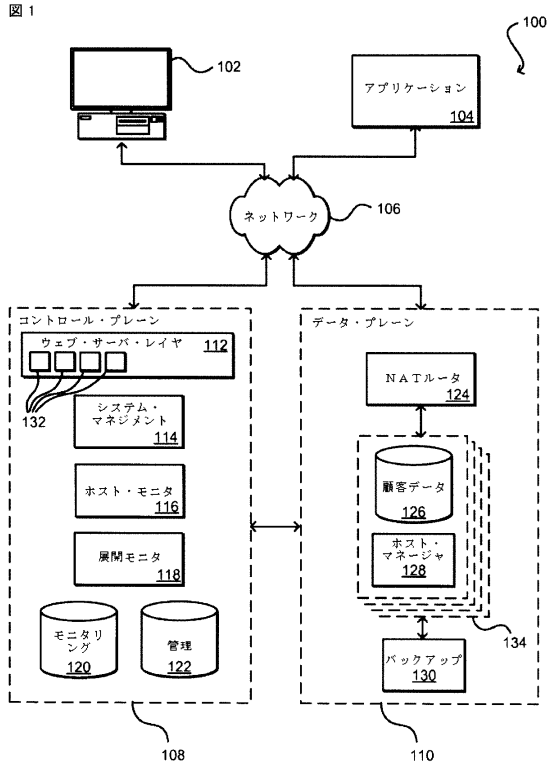 図1
100
102
アプリケーション
104
ネットワーク
106
コントロール・プレーン
ウェブ・サーバ・レイヤ 112
132
システム・
マネジメント
114
ホスト・モニタ
116
展開モニタ
118
モニタリ
ング
120
管理
122
108
データ・プレーン
NATルータ
124
顧客データ
126
ホスト・
マネージャ
128
134
バックアップ
130
110